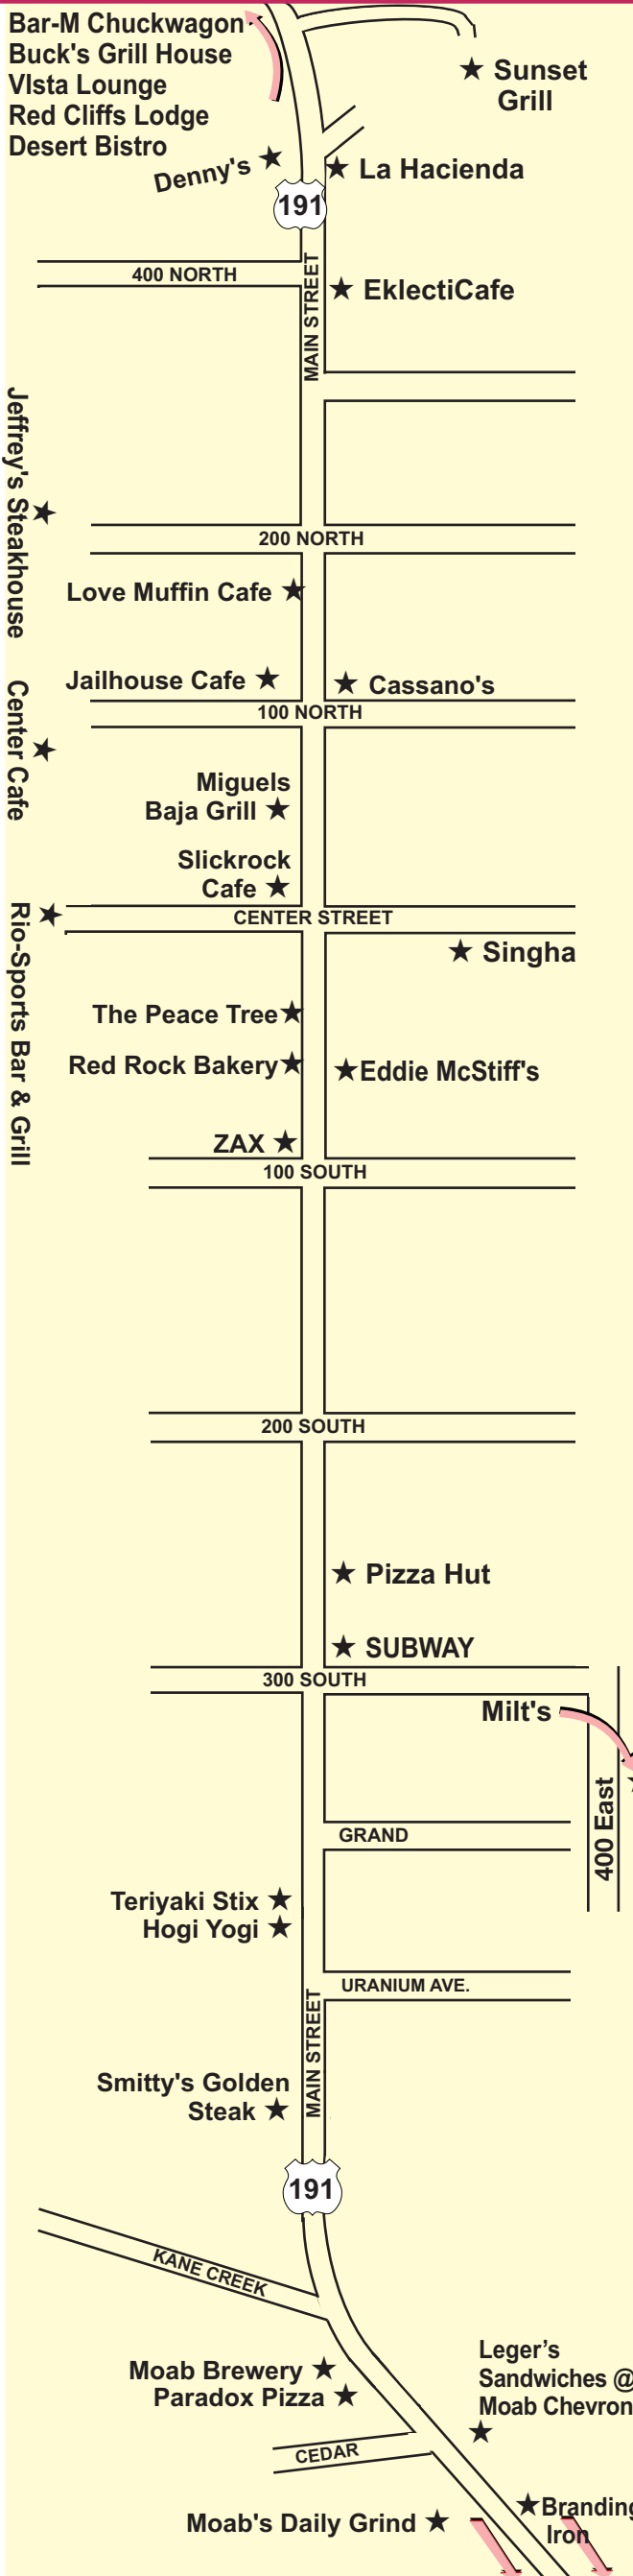 Bar-M Chuckwagon
Buck's Grill House
VIsta Lounge
Red Cliffs Lodge
Desert Bistro
Sunset
Grill
Denny's
La Hacienda
191
400 NORTH
MAIN STREET
EklectiCafe
Jeffrey's Steakhouse
200 NORTH
Love Muffin Cafe
Jailhouse Cafe
Cassano's
100 NORTH
Center Cafe
Miguels
Baja Grill
Slickrock
Cafe
CENTER STREET
Rio-Sports Bar & Grill
Singha
The Peace Tree
Red Rock Bakery
Eddie McStiff's
ZAX
100 SOUTH
200 SOUTH
Pizza Hut
SUBWAY
300 SOUTH
Milt's
400 East
GRAND
Teriyaki Stix
Hogi Yogi
URANIUM AVE.
MAIN STREET
Smitty's Golden
Steak
191
KANE CREEK
Leger’s
Sandwiches @
Moab Chevron
Moab Brewery
Paradox Pizza
CEDAR
Moab's Daily Grind
Branding
Iron